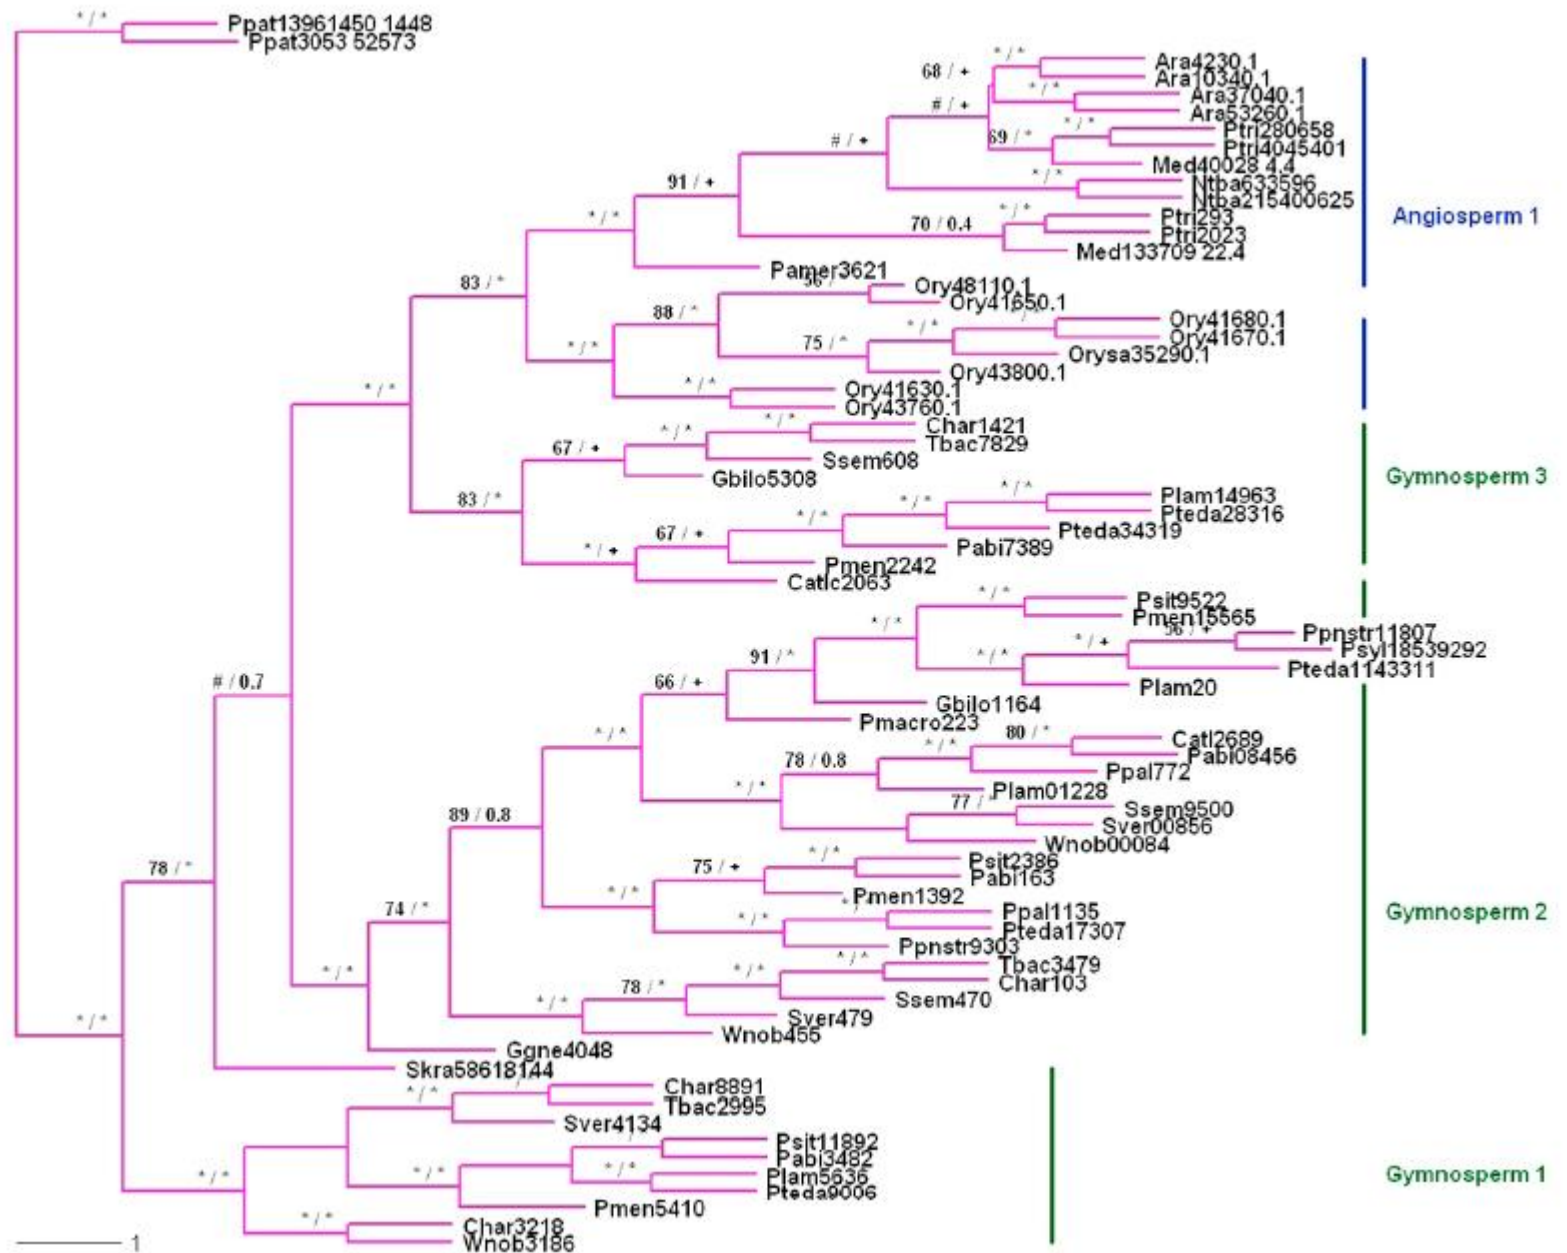 * / *
Ppat13961450 1448
Ppat3053 52573
* / *
Ara4230.1
68 / +
Ara10340.1
* / *
Ara37040.1
# / +
Ara53260.1
* / *
Ptri280658
# / +
69 / *
Ptri4045401
Med40028 4.4
91 / +
* / *
Ntba633596
Ntba215400625
* / *
* / *
Ptri293
Angiosperm 1
70 / 0.4
Ptri2023
Med133709 22.4
Pamer3621
83 / *
56 /
Ory48110.1
Ory41650.1
88 / *
* / *
Ory41680.1
Ory41670.1
* / *
75 / ^
Orysa35290.1
Ory43800.1
* / *
^ / ^
Ory41630.1
Ory43760.1
* / *
Char1421
^ / ^
Tbac7829
67 / +
Ssem608
Gbilo5308
Gymnosperm 3
83 / *
^ / ^
Plam14963
* / *
Pteda28316
* / *
Pteda34319
67 / +
Pabi7389
* / +
Pmen2242
Catlc2063
* / *
Psit9522
Pmen15565
* / *
56 / +
Ppnstr11807
* / +
Psyl18539292
91 / ^
^ / ^
Pteda1143311
66 / +
Plam20
# / 0.7
Gbilo1164
Pmacro223
^ / ^
80 / *
Catl2689
* / *
Pabi08456
78 / 0.8
Ppal772
* / *
Plam01228
77 /
Ssem9500
89 / 0.8
Sver00856
Wnob00084
* / *
Psit2386
78 / *
75 / +
Pabi163
* / *
Pmen1392
74 / *
Ppal1135
Gymnosperm 2
* / *
Pteda17307
Ppnstr9303
^ / ^
Tbac3479
* / *
* / *
Char103
78 / *
Ssem470
* / *
Sver479
* / *
Wnob455
Ggne4048
Skra58618144
^ / ^
Char8891
Tbac2995
Sver4134
Psit11892
Pabi3482
* / *
* / *
* / *
Plam5636
Gymnosperm 1
Pteda9006
Pmen5410
* / *
Char3218
Wnob3186
1